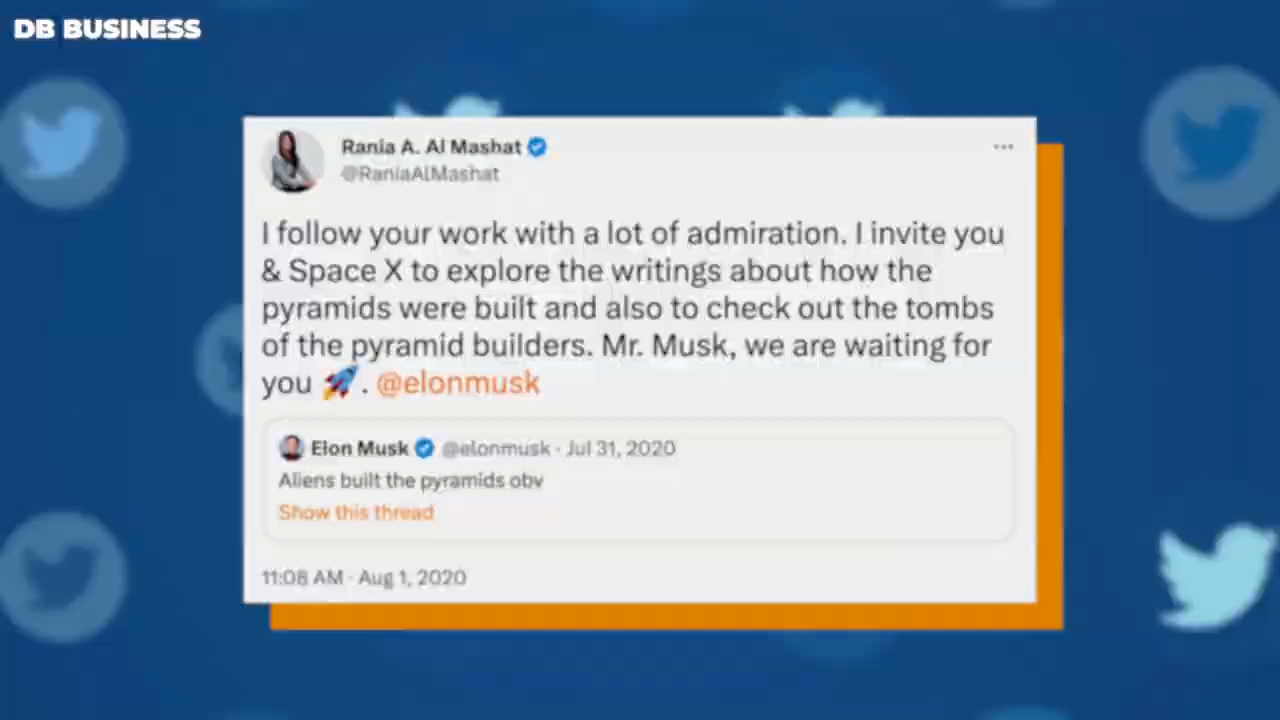 DB BUSINESS
Rania A. Al Mashat
@RaniaAlMashat
I follow your work with a lot of admiration. I invite you
& Space X to explore the writings about how the
pyramids were built and also to check out the tombs
of the pyramid builders. Mr. Musk, we are waiting for
you 🚀. @elonmusk
Elon Musk @elonmusk · Jul 31, 2020
Aliens built the pyramids obv
Show this thread
11:08 AM · Aug 1, 2020